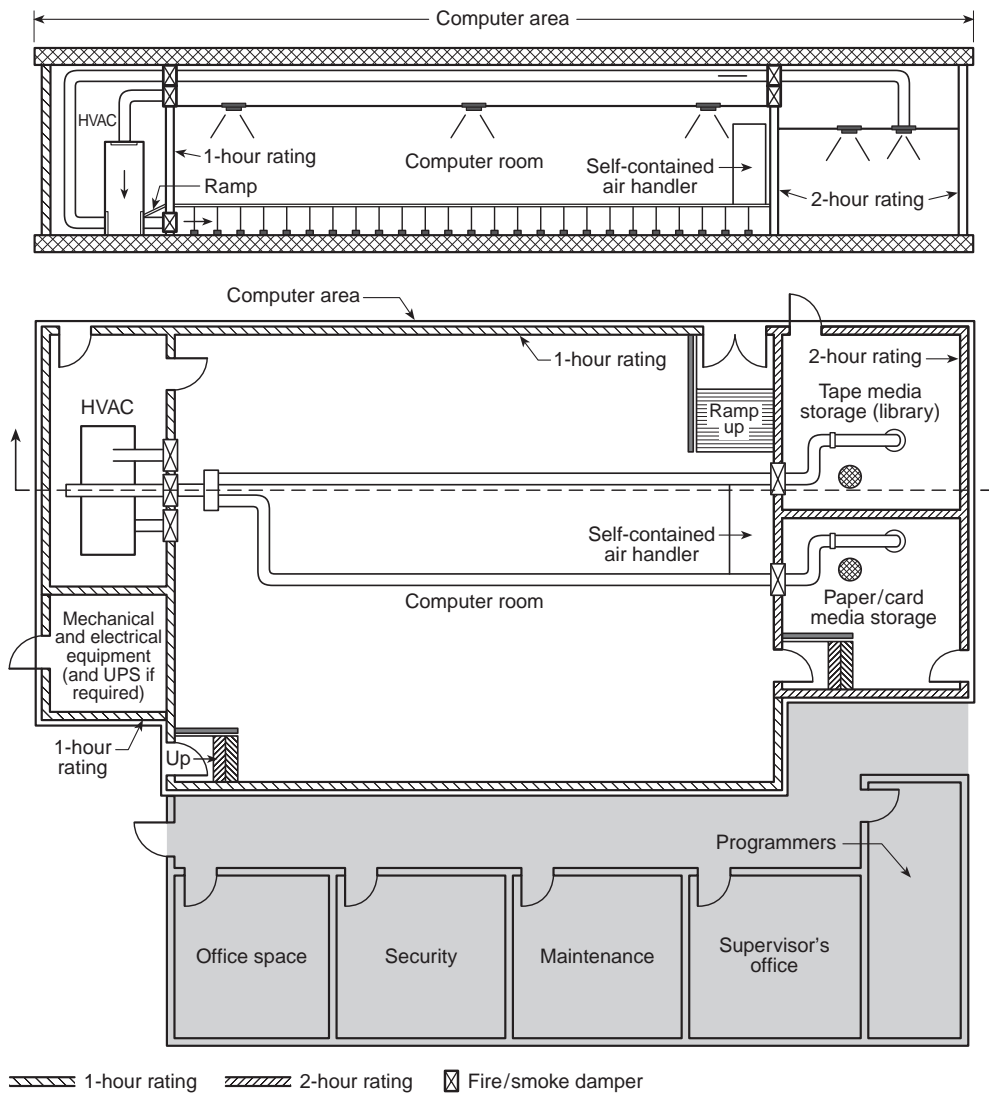 Computer area
HVAC
1-hour rating
Ramp
Computer room
Self-contained
air handler
2-hour rating
Computer area
1-hour rating
2-hour rating
HVAC
Tape media
storage (library)
Ramp
up
Self-contained
air handler
Computer room
Paper/card
media storage
Mechanical
and electrical
equipment
(and UPS if
required)
1-hour
rating
Up
Programmers
Office space
Security
Maintenance
Supervisor's
office
1-hour rating
2-hour rating
Fire/smoke damper